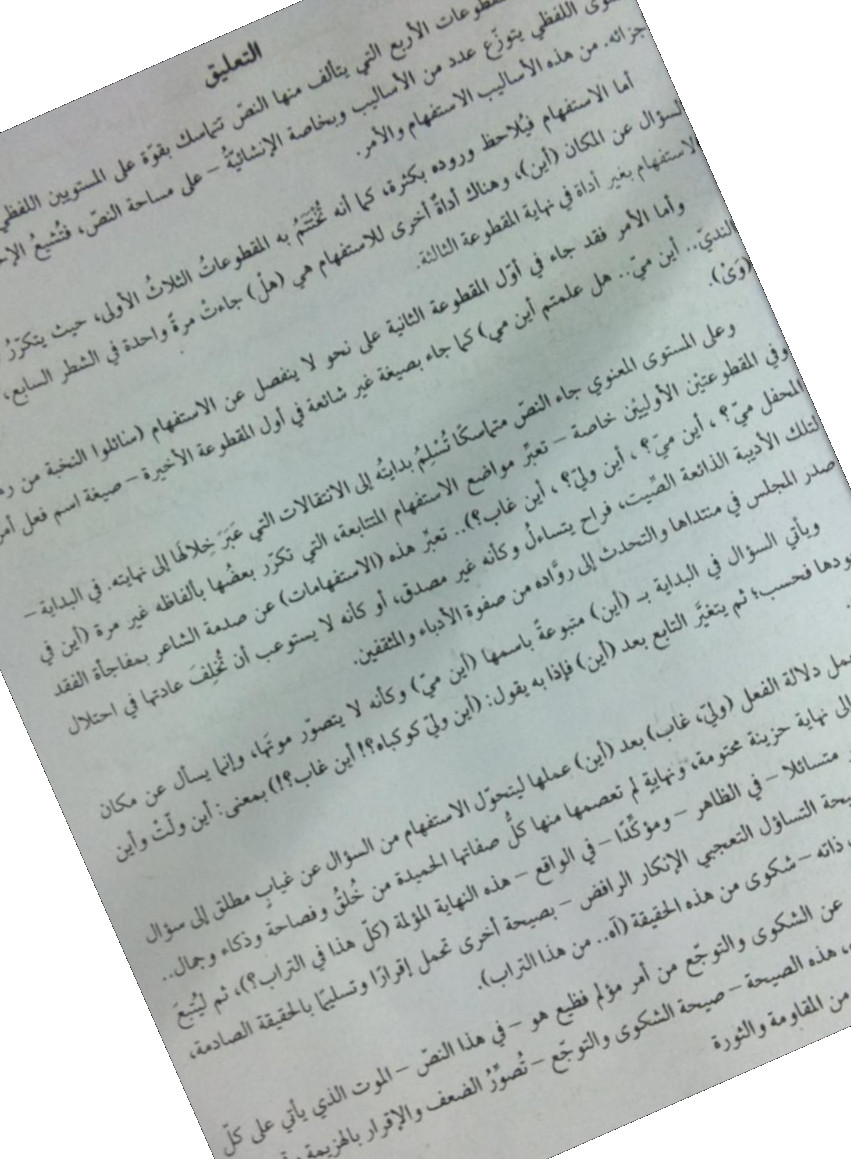 التعليق
قطوعات الأربع التي يتألف منها النصّ تتماسك بقوّة على المستويين اللفظي
توى اللفظي يتوزّع عدد من الأساليب وبخاصة الإنشائيّةُ – على مساحة النصّ، فتُشيعُ
جزائه. من هذه الأساليب الاستفهام والأمر.
أما الاستفهام فيُلاحظ وروده بكثرة، كما أنه تُخْتَتَمُ به المقطوعاتُ الثلاثُ الأولى، حيث يتكرّرُ
السؤال عن المكان (أين)، وهناك أداةٌ أخرى للاستفهام هي (هلْ) جاءتْ مرةً واحدة في الشطر السابع،
الاستفهام بغير أداة في نهاية المقطوعة الثالثة.
وأما الأمر فقد جاء في أوّل المقطوعة الثانية على نحو لا ينفصل عن الاستفهام (سائلوا النخبة من
النديّ.. أين ميّ.. هل علمتم أين مي) كما جاء بصيغة غير شائعة في أول المقطوعة الأخيرة – صيغة اسم فعل أمر
(وَيْ).
وعلى المستوى المعنوي جاء النصّ متماسكًا تُسْلِمُ بدايتُه إلى الانتقالات التي عَبَرَ خِلالَها إلى نهايته. في البداية –
وفي المقطوعتيْن الأولييْن خاصة – تعبِّر مواضع الاستفهام المتتابعة، التي تكرّر بعضُها بألفاظه غير مرة (أين في
المحفل ميّ؟ ، أين ميّ؟ ، أين وليّ؟ ، أين غاب؟).. تعبِّر هذه (الاستفهامات) عن صدمة الشاعر بمفاجأة الفقد
لتلك الأديبة الذائعة الصِّيت، فراح يتساءلُ وكأنه غير مصدق، أو كأنه لا يستوعب أن تُخْلِفَ عادتها في احتلال
صدْر المجلس في منتداها والتحدث إلى روَّاده من صفوة الأدباء والمثقفين.
ويأتي السؤال في البداية بـ (أين) متبوعةً باسمها (أين ميّ) وكأنه لا يتصوّر موتَها، وإنما يسأل عن مكان
ودها فحسب؛ ثم يتغيَّر التابع بعد (أين) فإذا به يقول: (أين وليّ كوكباه؟! أين غاب؟!) بمعنى: أين ولّتْ وأين
مل دلالة الفعل (وليّ، غاب) بعد (أين) عملها ليتحوّل الاستفهام من السؤال عن غيابٍ مطلق إلى سؤال
إلى نهاية حزينة محتومة، ونهايةٍ لم تعصمها منها كلُّ صفاتها الحميدة من خُلُقٍ وفصاحة وذكاء وجمال..
متسائلا – في الظاهر – ومؤكّدًا – في الواقع – هذه النهاية المؤلمة (كلّ هذا في التراب؟)، ثم ليُتبعَ
يحة التساؤل التعجبي الإنكار الرافض – بصيحة أخرى تحمل إقرارًا وتسليمًا بالحقيقة الصادمة،
ذاته – شكوى من هذه الحقيقة (آه.. من هذا التراب).
عن الشكوى والتوجّع من أمر مؤلم فظيع هو – في هذا النصّ – الموت الذي يأتي على كلّ
هذه الصيحة – صيحة الشكوى والتوجّع – تُصوِّرُ الضعف والإقرار بالهزيمة
من المقاومة والثورة